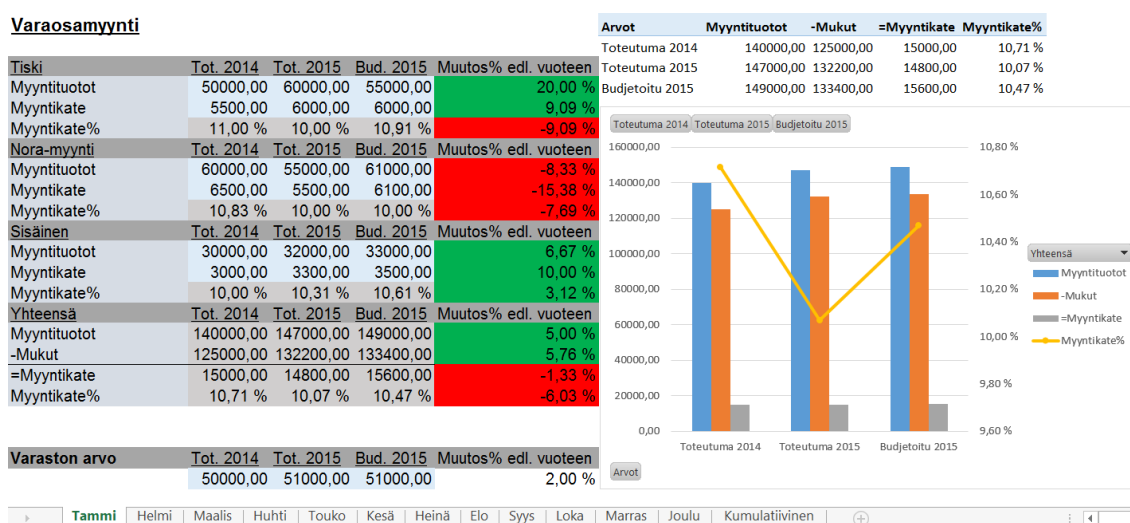 Varaosamyynti
Tiski Tot. 2014 Tot. 2015 Bud. 2015 Muutos% edl. vuoteen
Myyntituotot 50000,00 60000,00 55000,00 20,00 %
Myyntikate 5500,00 6000,00 6000,00 9,09 %
Myyntikate% 11,00 % 10,00 % 10,91 % -9,09 %
Nora-myynti Tot. 2014 Tot. 2015 Bud. 2015 Muutos% edl. vuoteen
Myyntituotot 60000,00 55000,00 61000,00 -8,33 %
Myyntikate 6500,00 5500,00 6100,00 -15,38 %
Myyntikate% 10,83 % 10,00 % 10,00 % -7,69 %
Sisäinen Tot. 2014 Tot. 2015 Bud. 2015 Muutos% edl. vuoteen
Myyntituotot 30000,00 32000,00 33000,00 6,67 %
Myyntikate 3000,00 3300,00 3500,00 10,00 %
Myyntikate% 10,00 % 10,31 % 10,61 % 3,12 %
Yhteensä Tot. 2014 Tot. 2015 Bud. 2015 Muutos% edl. vuoteen
Myyntituotot 140000,00 147000,00 149000,00 5,00 %
-Mukut 125000,00 132200,00 133400,00 5,76 %
=Myyntikate 15000,00 14800,00 15600,00 -1,33 %
Myyntikate% 10,71 % 10,07 % 10,47 % -6,03 %
Varaston arvo Tot. 2014 Tot. 2015 Bud. 2015 Muutos% edl. vuoteen
50000,00 51000,00 51000,00 2,00 %
Arvot Myyntituotot -Mukut =Myyntikate Myyntikate%
Toteutuma 2014 140000,00 125000,00 15000,00 10,71 %
Toteutuma 2015 147000,00 132200,00 14800,00 10,07 %
Budjetoitu 2015 149000,00 133400,00 15600,00 10,47 %
Toteutuma 2014 Toteutuma 2015 Budjetoitu 2015
160000,00 10,80 %
140000,00 10,60 %
120000,00
100000,00 10,40 %
80000,00 10,20 %
60000,00 10,00 %
40000,00
20000,00 9,80 %
0,00 9,60 %
Yhteensä
Myyntituotot
-Mukut
=Myyntikate
Myyntikate%
Toteutuma 2014 Toteutuma 2015 Budjetoitu 2015
Arvot
Tammi Helmi Maalis Huhti Touko Kesä Heinä Elo Syys Loka Marras Joulu Kumulatiivinen